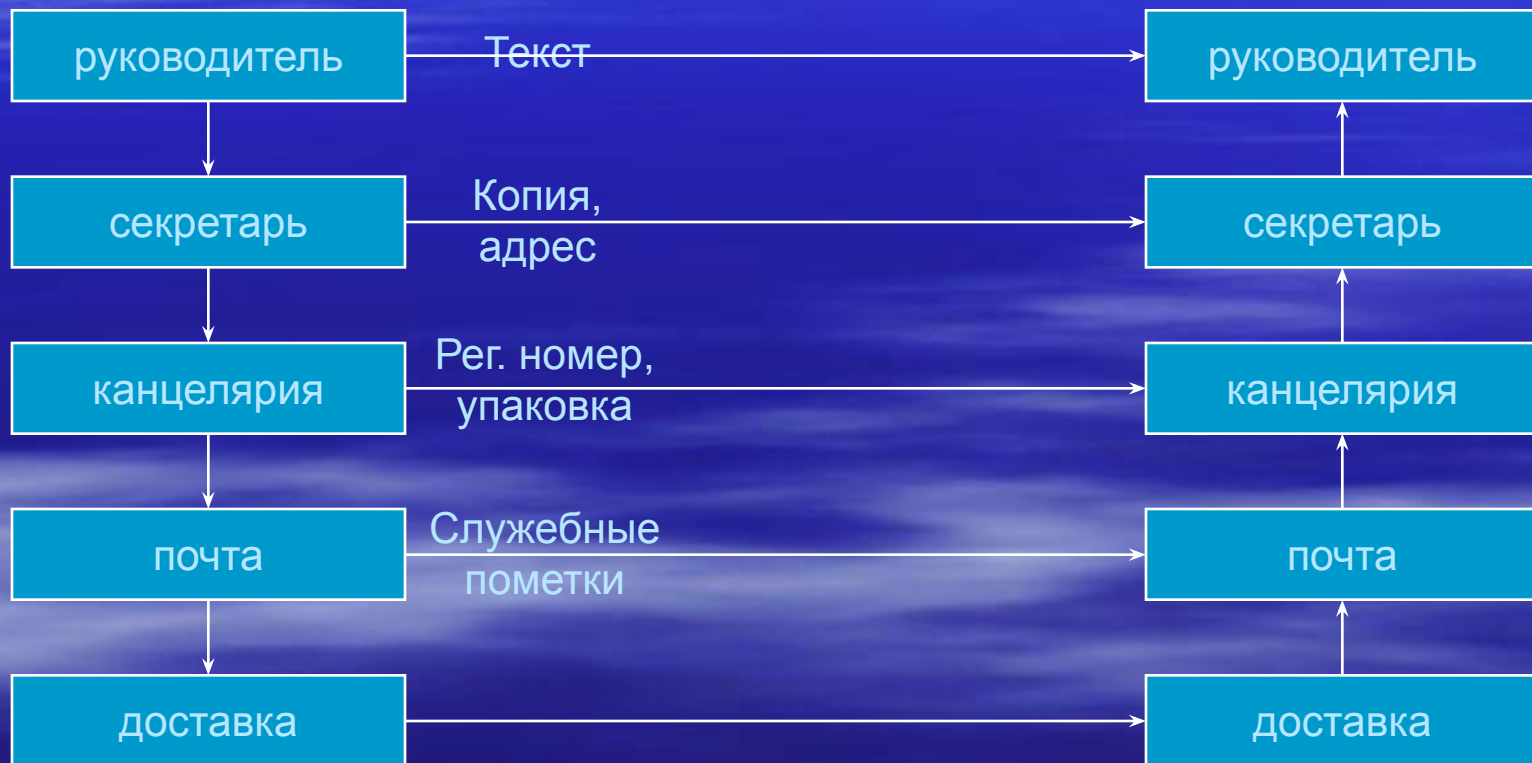 руководитель Текст руководитель
секретарь Копия, адрес секретарь
канцелярия Рег. номер, упаковка канцелярия
почта Служебные пометки почта
доставка доставка